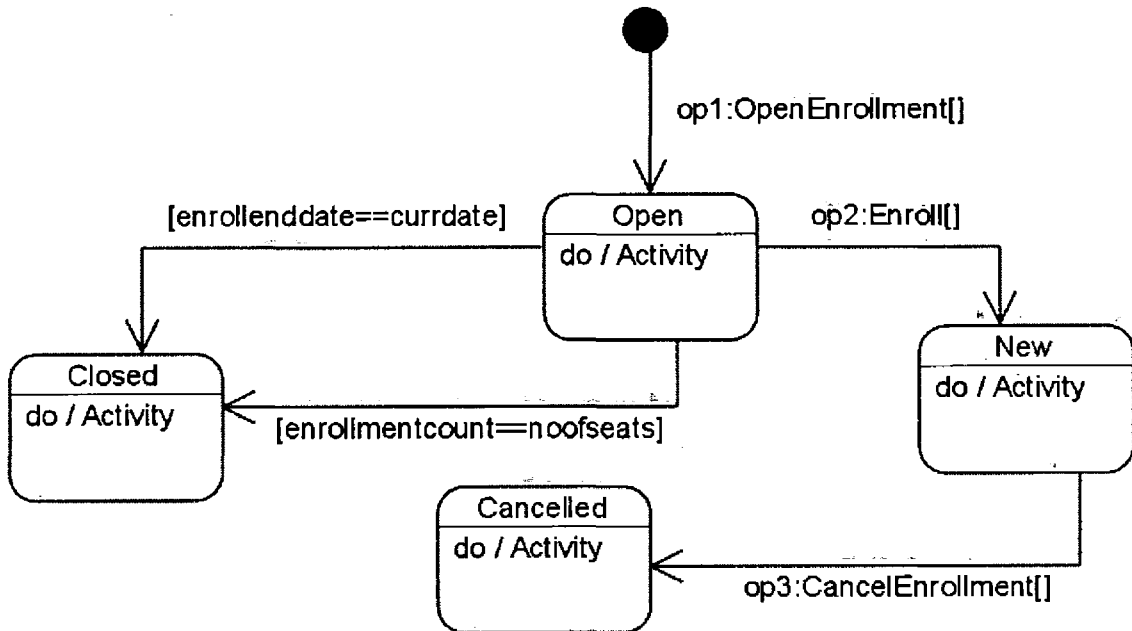 op1:OpenEnrollment[]
[enrollenddate==currdate]
Open
do / Activity
op2:Enroll[]
Closed
do / Activity
New
do / Activity
[enrollmentcount==noofseats]
Cancelled
do / Activity
op3:CancelEnrollment[]